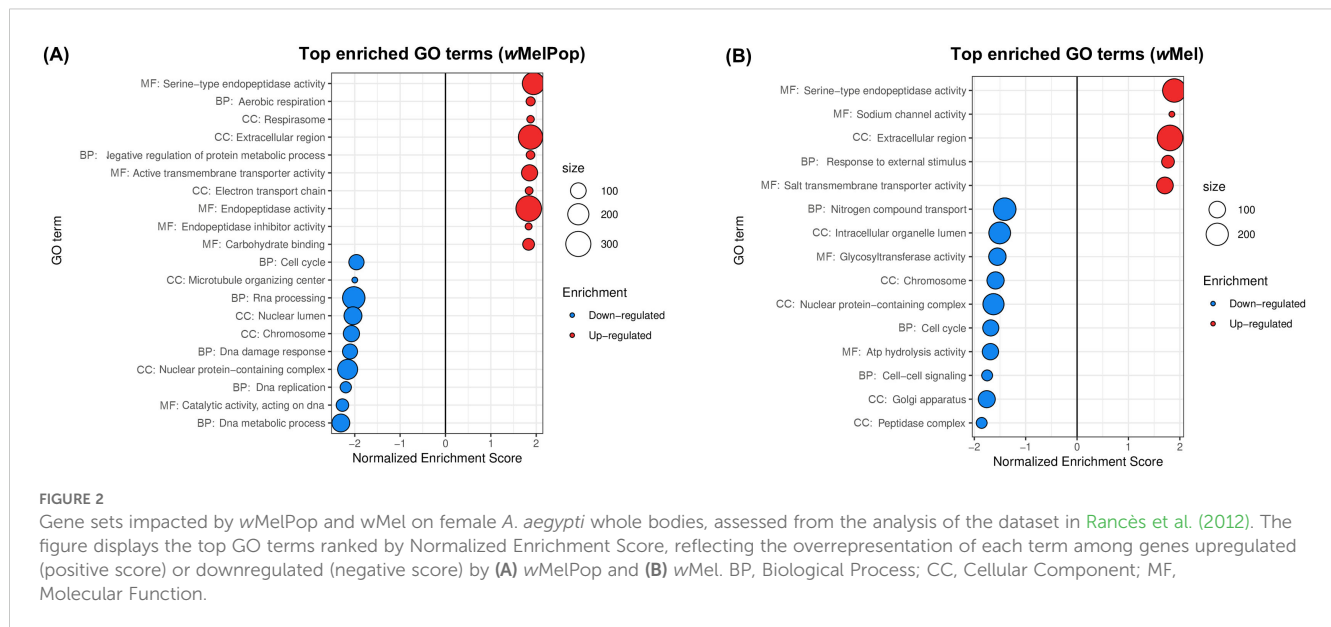 (A)
Top enriched GO terms (wMelPop)
GO term
MF: Serine−type endopeptidase activity
BP: Aerobic respiration
CC: Respirasome
CC: Extracellular region
BP: Negative regulation of protein metabolic process
MF: Active transmembrane transporter activity
CC: Electron transport chain
MF: Endopeptidase activity
MF: Endopeptidase inhibitor activity
MF: Carbohydrate binding
BP: Cell cycle
CC: Microtubule organizing center
BP: Rna processing
CC: Nuclear lumen
CC: Chromosome
BP: Dna damage response
CC: Nuclear protein−containing complex
BP: Dna replication
MF: Catalytic activity, acting on dna
BP: Dna metabolic process
−2 −1 0 1 2
Normalized Enrichment Score
size
100
200
300
Enrichment
Down−regulated
Up−regulated
(B)
Top enriched GO terms (wMel)
GO term
MF: Serine−type endopeptidase activity
MF: Sodium channel activity
CC: Extracellular region
BP: Response to external stimulus
MF: Salt transmembrane transporter activity
BP: Nitrogen compound transport
CC: Intracellular organelle lumen
MF: Glycosyltransferase activity
CC: Chromosome
CC: Nuclear protein−containing complex
BP: Cell cycle
MF: Atp hydrolysis activity
BP: Cell−cell signaling
CC: Golgi apparatus
CC: Peptidase complex
−2 −1 0 1 2
Normalized Enrichment Score
size
100
200
Enrichment
Down−regulated
Up−regulated
FIGURE 2
Gene sets impacted by wMelPop and wMel on female A. aegypti whole bodies, assessed from the analysis of the dataset in Rancès et al. (2012). The
figure displays the top GO terms ranked by Normalized Enrichment Score, reflecting the overrepresentation of each term among genes upregulated
(positive score) or downregulated (negative score) by (A) wMelPop and (B) wMel. BP, Biological Process; CC, Cellular Component; MF,
Molecular Function.